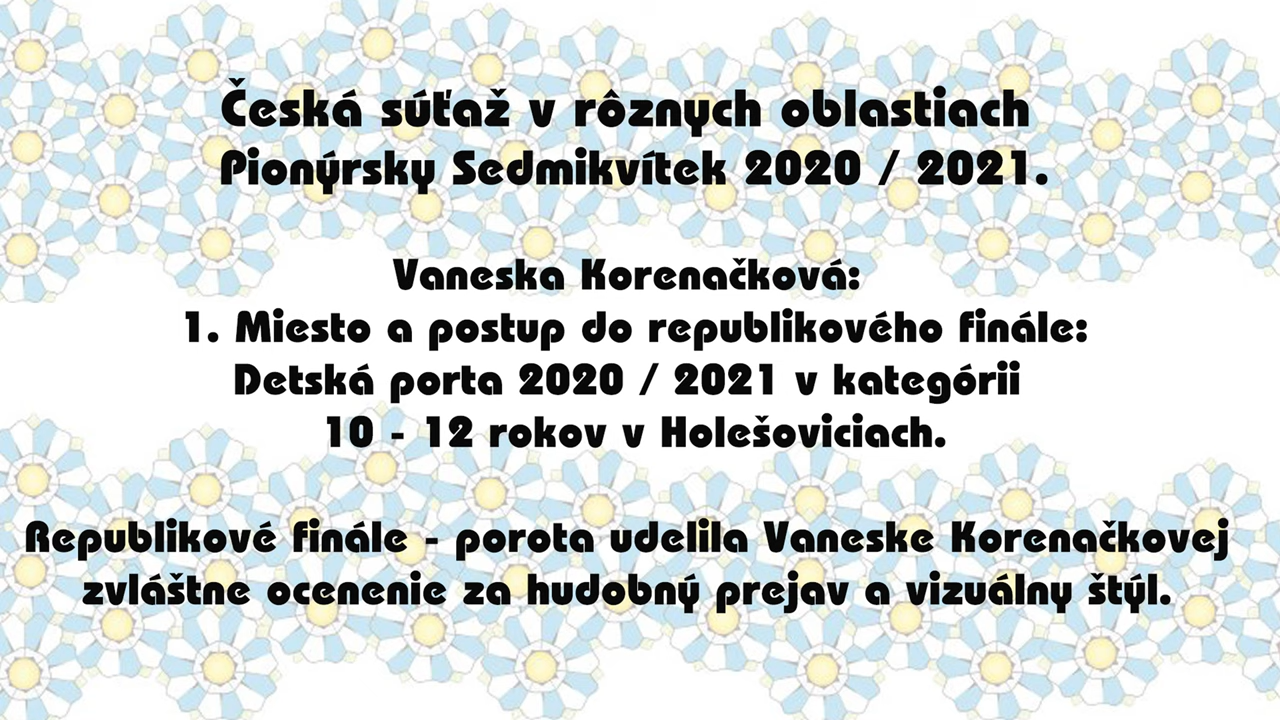 Česká súťaž v rôznych oblastiach
Pionýrsky Sedmikvítek 2020 / 2021.
Vaneska Korenačková:
1. Miesto a postup do republikového finále:
Detská porta 2020 / 2021 v kategórii
10 - 12 rokov v Holešoviciach.
Republikové finále - porota udelila Vaneske Korenačkovej
zvláštne ocenenie za hudobný prejav a vizuálny štýl.